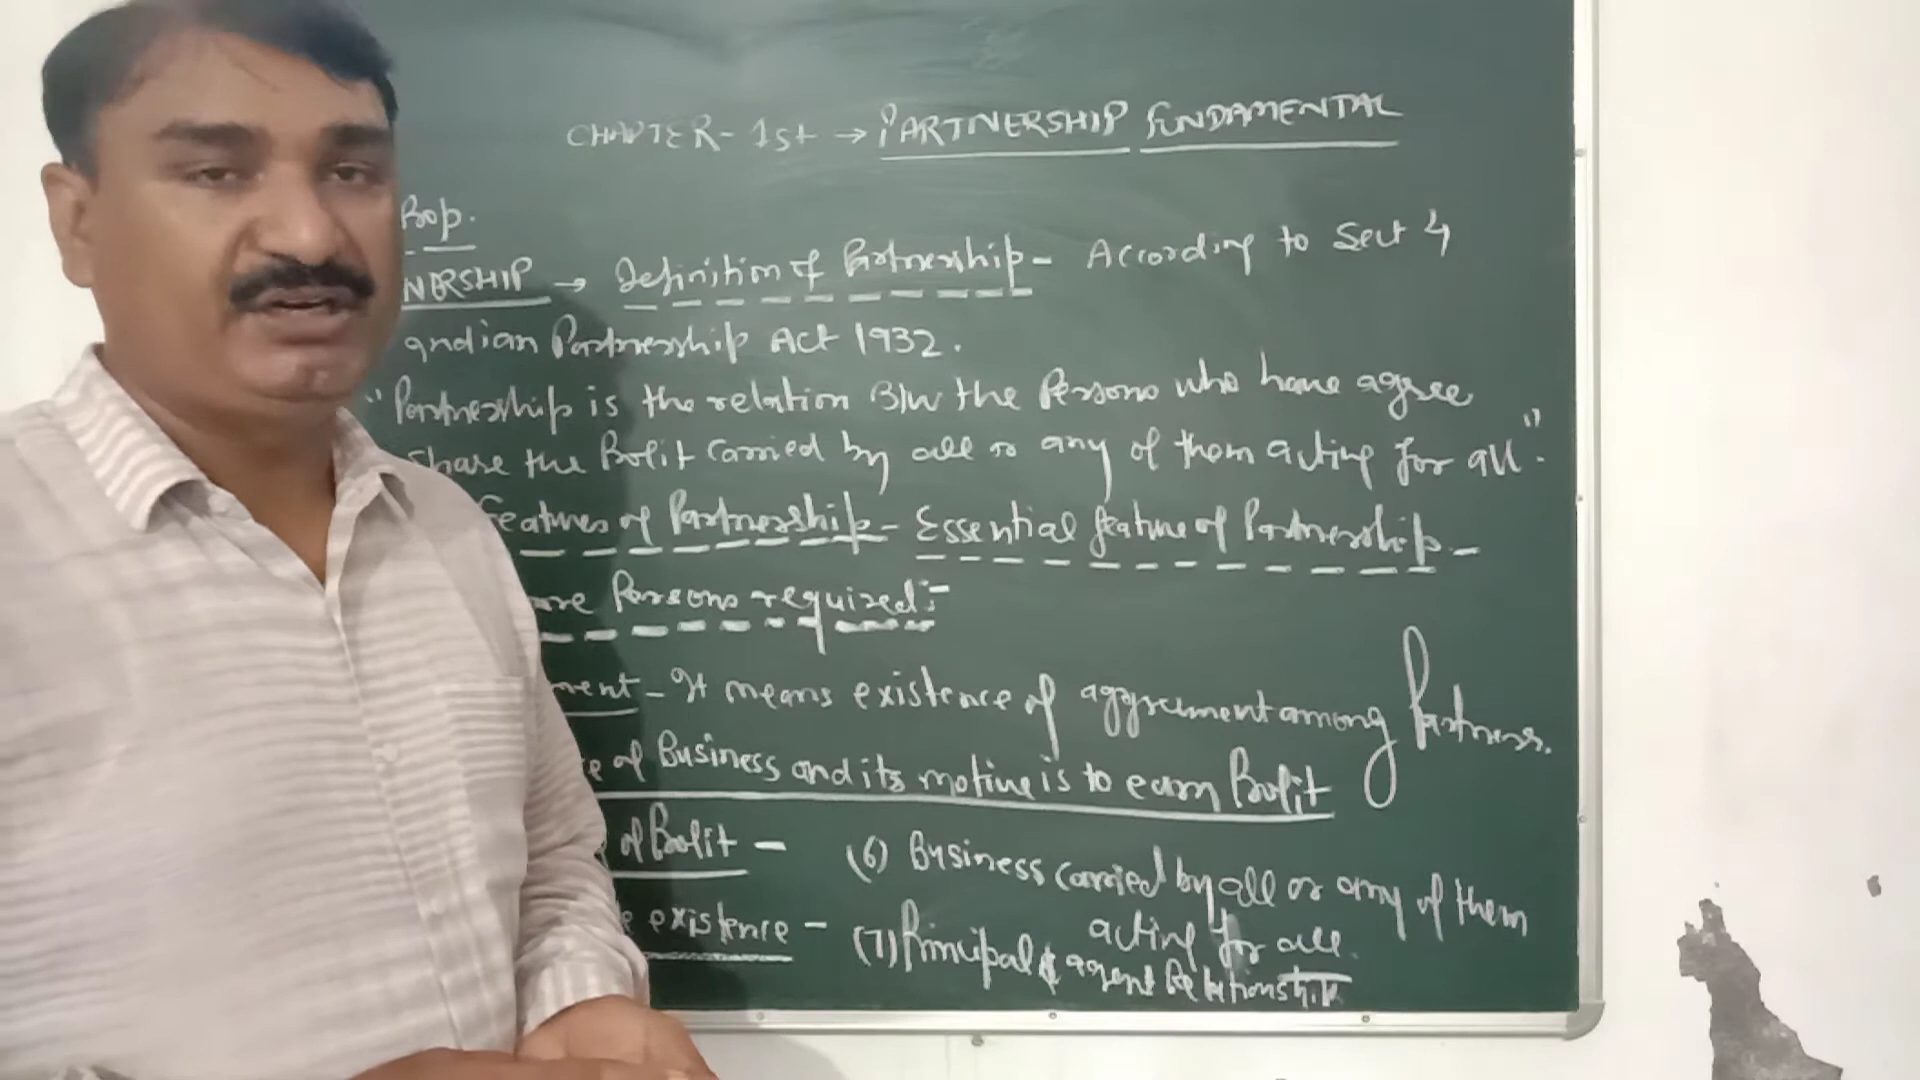 CHAPTER- 1st → PARTNERSHIP FUNDAMENTAL
Prop.
NERSHIP → Definition of Partnership - According to Sect 4
Indian Partnership Act 1932.
"Partnership is the relation B/W the Persons who have agree
Share the Profit Carried by all or any of them acting for all".
Features of Partnership - Essential feature of Partnership -
ore Persons required:-
ment - It means existence of aggreement among Partners.
e of Business and its motive is to earn Profit
of Profit - (6) Business carried by all or any of them
acting for all.
e existence - (7) Principal & agent Relationship